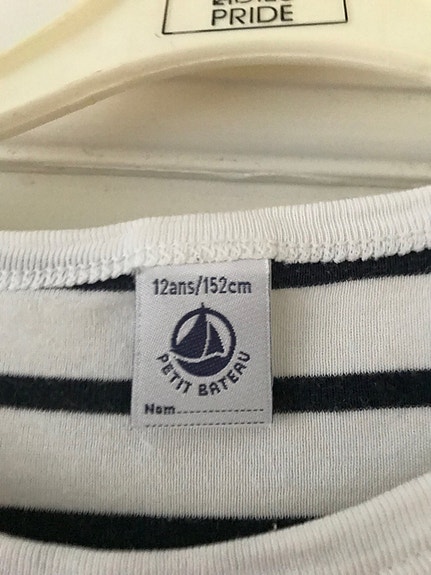 PRIDE
12ans/152cm
PETIT BATEAU
Nom